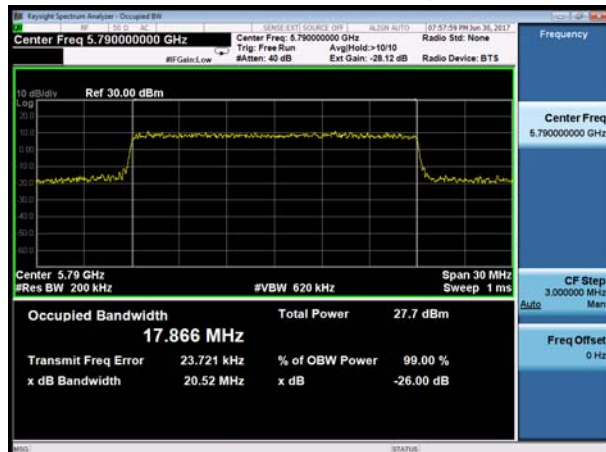 Keysight Spectrum Analyzer - Occupied BW
RF 50 Ω AC SENSE:EXT SOURCE OFF ALIGN AUTO 07:57:59 PM Jun 30, 2017
Center Freq 5.790000000 GHz
Center Freq: 5.790000000 GHz Radio Std: None
Trig: Free Run Avg|Hold:>10/10
#IFGain:Low #Atten: 40 dB Ext Gain: -28.12 dB Radio Device: BTS
Frequency
10 dB/div Ref 30.00 dBm
Log
20.0
10.0
0.00
-10.0
-20.0
-30.0
-40.0
-50.0
-60.0
Center Freq
5.790000000 GHz
Center 5.79 GHz Span 30 MHz
#Res BW 200 kHz #VBW 620 kHz Sweep 1 ms
CF Step
3.000000 MHz
Auto Man
Occupied Bandwidth Total Power 27.7 dBm
17.866 MHz
Transmit Freq Error 23.721 kHz % of OBW Power 99.00 %
x dB Bandwidth 20.52 MHz x dB -26.00 dB
Freq Offset
0 Hz
MSG STATUS